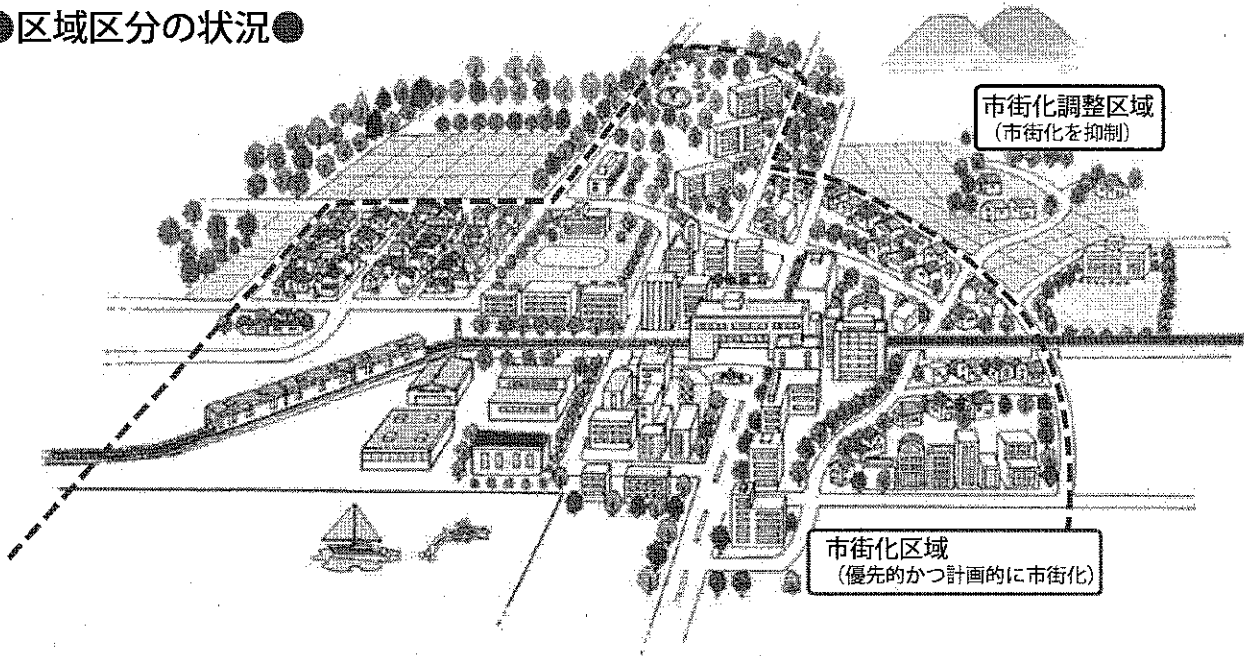 ●区域区分の状況●
市街化調整区域
（市街化を抑制）
市街化区域
（優先的かつ計画的に市街化）